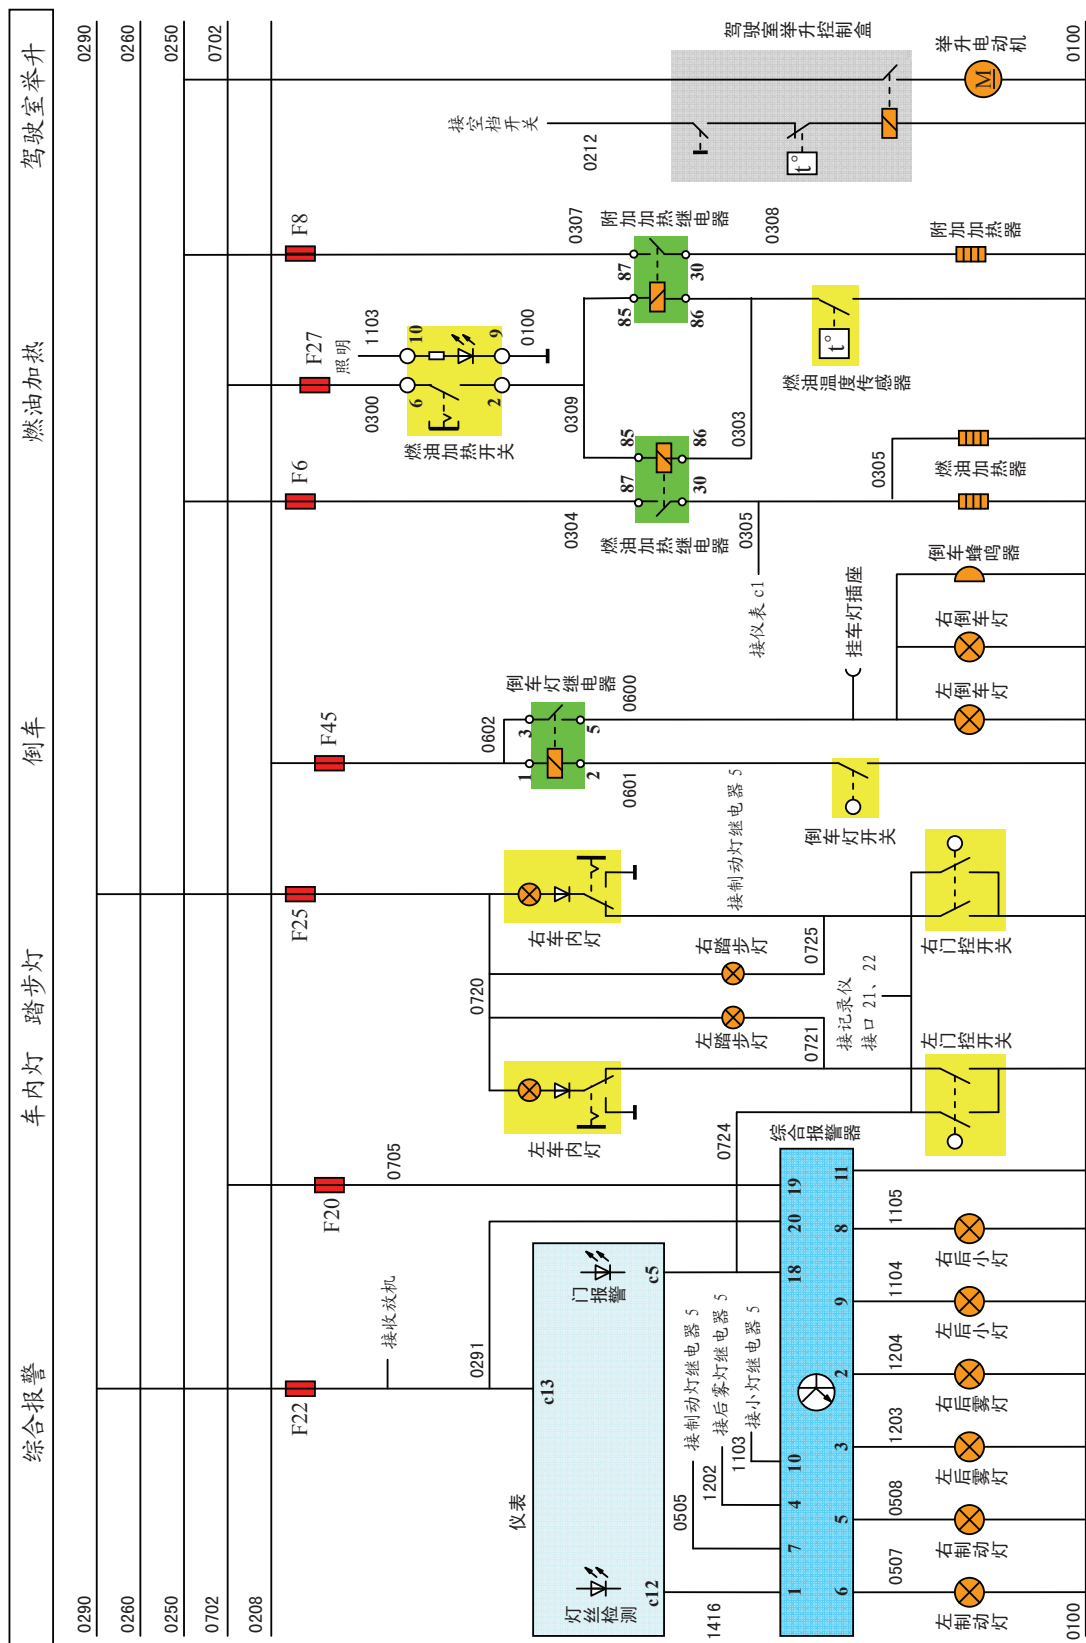 综合报警
车内灯 踏步灯
倒车
燃油加热
驾驶室举升
0290
0290
0260
0260
0250
0250
0702
0702
0208
F22
接收放机
0291
F20
0705
仪表
c13
灯丝检测
c12
门报警
c5
1416
0505
接制动灯继电器 5
1202
接后雾灯继电器 5
1103
接小灯继电器 5
0724
综合报警器
1
7
4
10
18
20
19
6
5
3
2
9
8
11
0507
0508
1203
1204
1104
1105
左制动灯
右制动灯
左后雾灯
右后雾灯
左后小灯
右后小灯
0100
F25
0720
左车内灯
右车内灯
左踏步灯
右踏步灯
0721
0725
接制动灯继电器 5
接记录仪
接口 21、22
左门控开关
右门控开关
F45
0602
倒车灯继电器
1
3
2
5
0601
0600
倒车灯开关
挂车灯插座
左倒车灯
右倒车灯
倒车蜂鸣器
F6
F27
F8
照明
1103
0300
6
10
2
9
0100
燃油加热开关
0309
0304
87
85
30
86
燃油加热继电器
0305
接仪表 c1
0303
0307
85
87
86
30
附加加热继电器
0308
t°
燃油温度传感器
0305
燃油加热器
附加加热器
接空档开关
0212
驾驶室举升控制盒
t°
M
举升电动机
0100